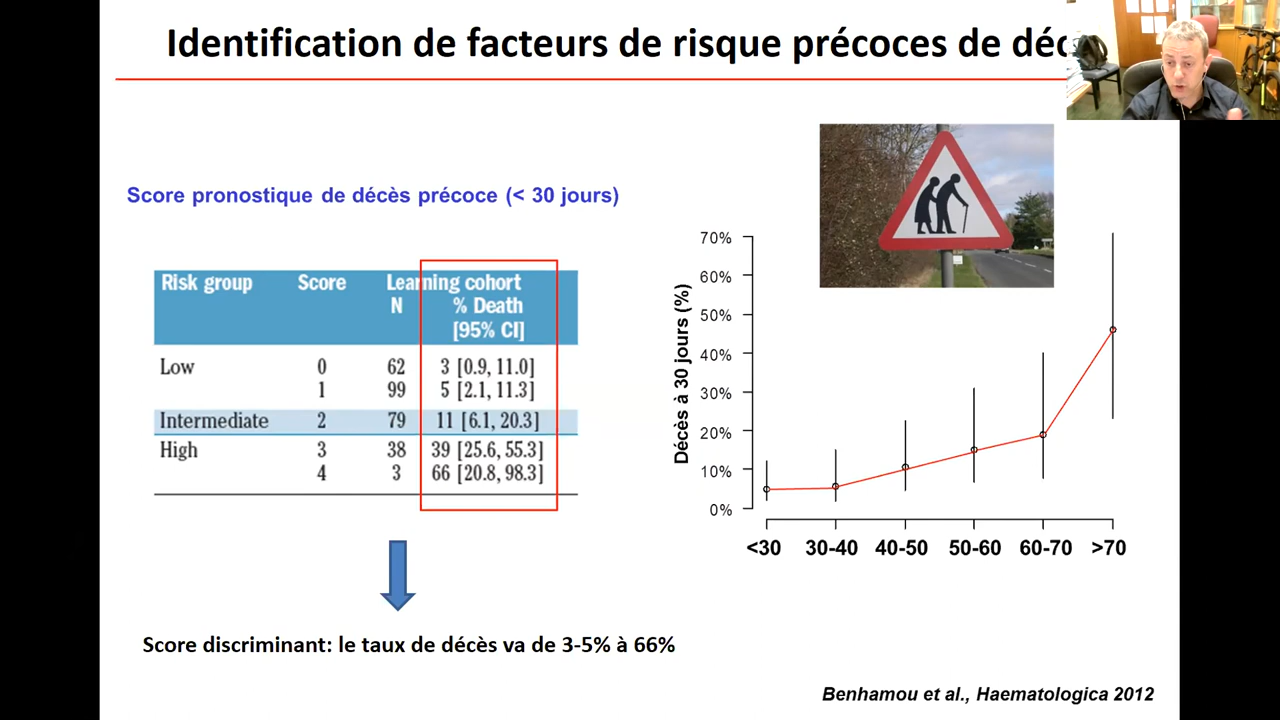 Identification de facteurs de risque précoces de
Score pronostique de décès précoce (< 30 jours)
Risk group Score Learning cohort
N % Death
[95% CI]
Low 0 62 3 [0.9, 11.0]
1 99 5 [2.1, 11.3]
Intermediate 2 79 11 [6.1, 20.3]
High 3 38 39 [25.6, 55.3]
4 3 66 [20.8, 98.3]
Score discriminant: le taux de décès va de 3-5% à 66%
Décès à 30 jours (%)
70%
60%
50%
40%
30%
20%
10%
0%
<30 30-40 40-50 50-60 60-70 >70
Benhamou et al., Haematologica 2012